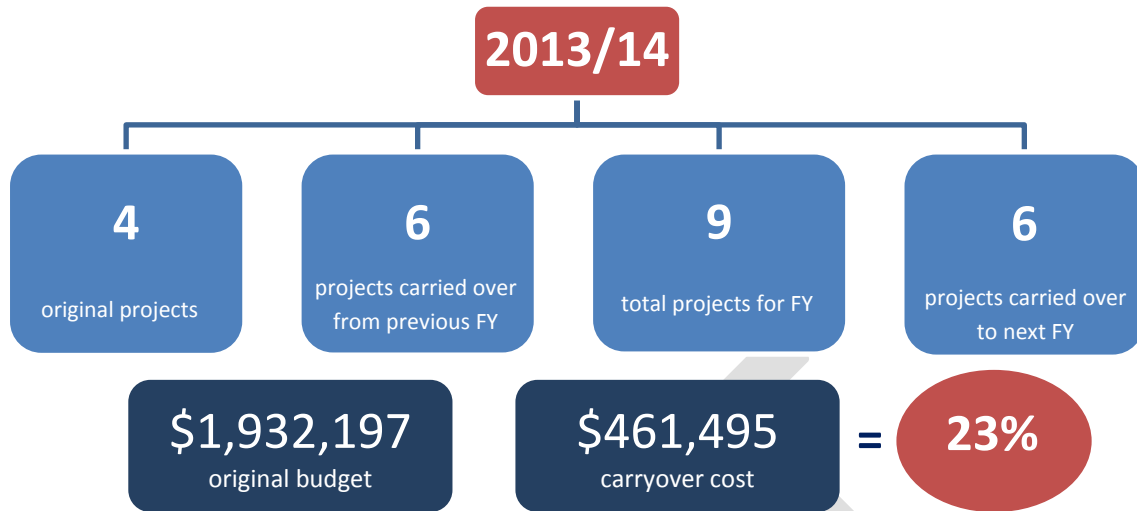 2013/14
4
original projects
6
projects carried over
from previous FY
9
total projects for FY
6
projects carried over
to next FY
$1,932,197
original budget
$461,495
carryover cost
=
23%